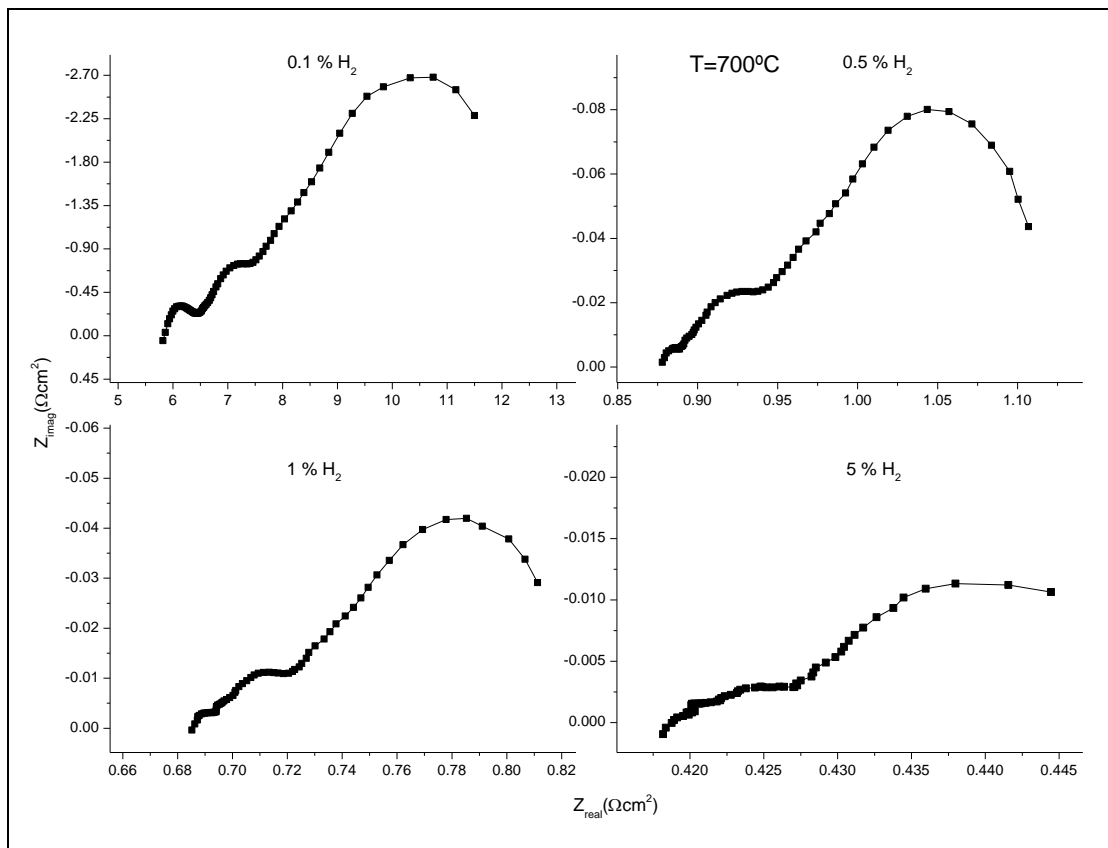 0.1 % H2
T=700ºC
0.5 % H2
-2.70
-2.25
-1.80
-1.35
-0.90
-0.45
0.00
0.45
5 6 7 8 9 10 11 12 13
-0.08
-0.06
-0.04
-0.02
0.00
0.85 0.90 0.95 1.00 1.05 1.10
Zimag(Ωcm2)
1 % H2
-0.06
-0.05
-0.04
-0.03
-0.02
-0.01
0.00
0.66 0.68 0.70 0.72 0.74 0.76 0.78 0.80 0.82
5 % H2
-0.020
-0.015
-0.010
-0.005
0.000
0.420 0.425 0.430 0.435 0.440 0.445
Zreal(Ωcm2)